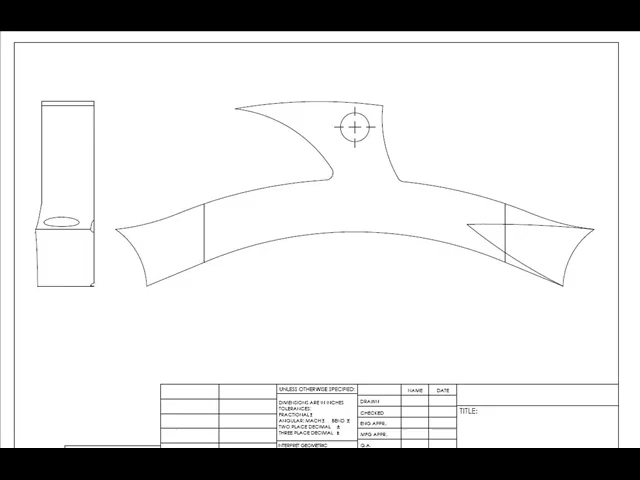 UNLESS OTHERWISE SPECIFIED:
NAME
DATE
DIMENSIONS ARE IN INCHES
TOLERANCES:
FRACTIONAL ±
ANGULAR: MACH ± BEND ±
TWO PLACE DECIMAL ±
THREE PLACE DECIMAL ±
INTERPRET GEOMETRIC
DRAWN
CHECKED
ENG APPR.
MFG APPR.
Q.A.
TITLE: